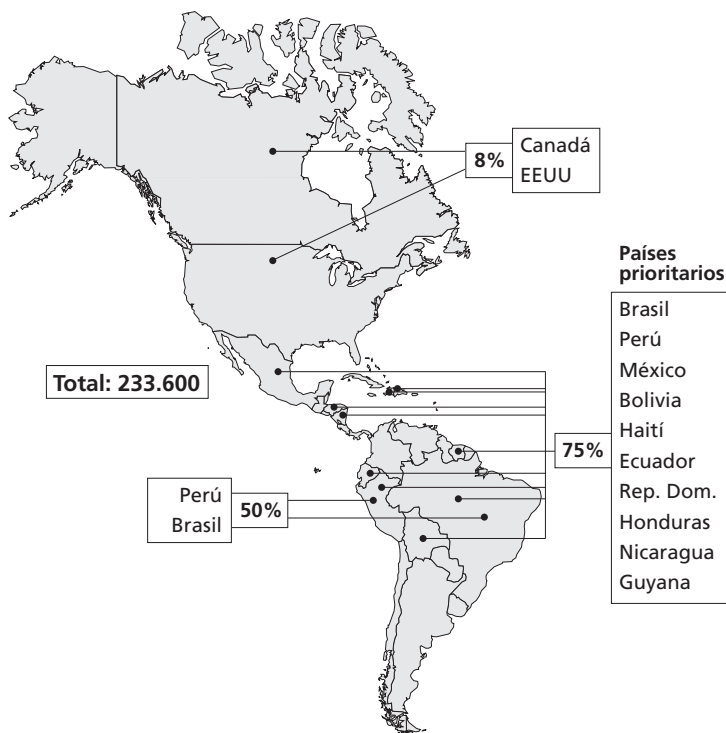 8%
Canadá
EEUU
Países
prioritarios
Brasil
Perú
México
Bolivia
Haití
Ecuador
Rep. Dom.
Honduras
Nicaragua
Guyana
75%
Total: 233.600
Perú
Brasil
50%